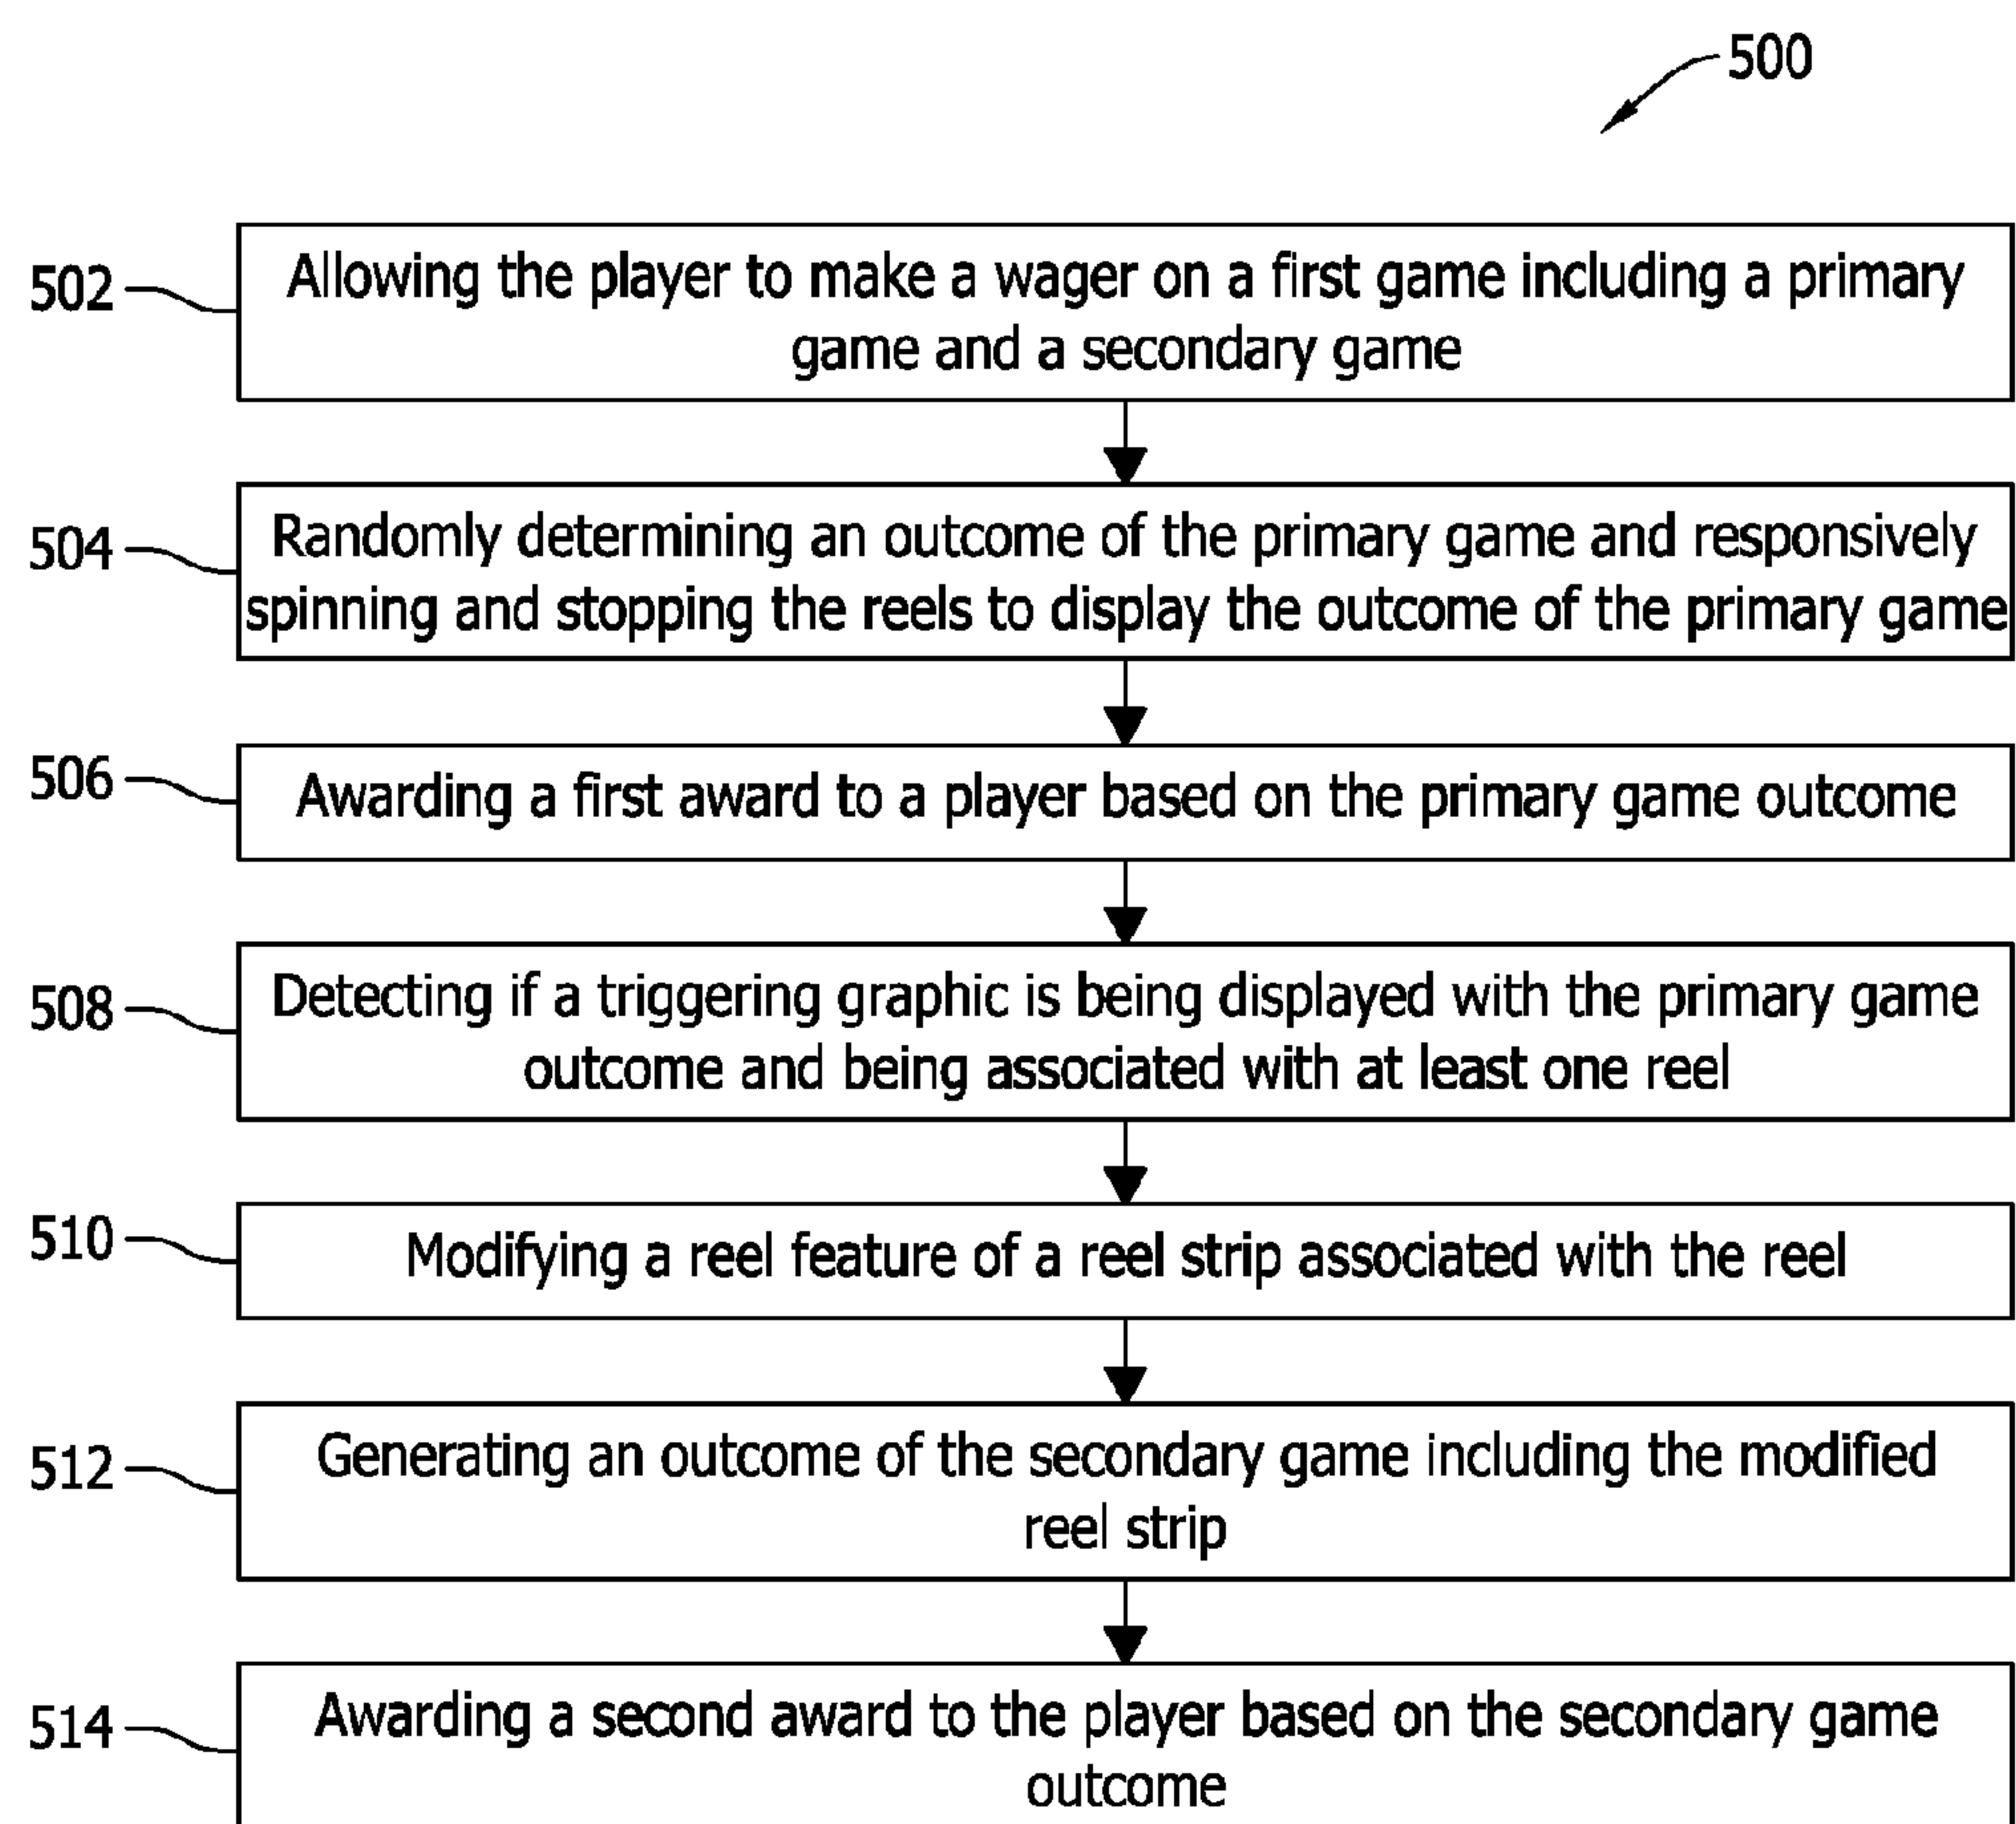 500
502
Allowing the player to make a wager on a first game including a primary
game and a secondary game
504
Randomly determining an outcome of the primary game and responsively
spinning and stopping the reels to display the outcome of the primary game
506
Awarding a first award to a player based on the primary game outcome
508
Detecting if a triggering graphic is being displayed with the primary game
outcome and being associated with at least one reel
510
Modifying a reel feature of a reel strip associated with the reel
512
Generating an outcome of the secondary game including the modified
reel strip
514
Awarding a second award to the player based on the secondary game
outcome